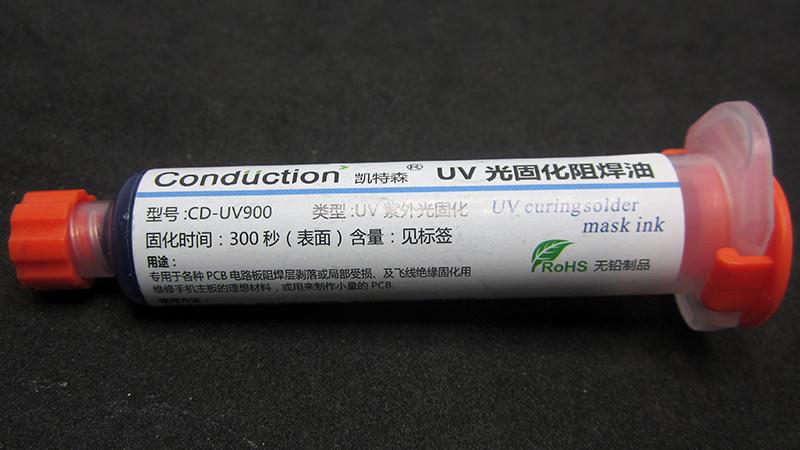 Conduction 凯特森 ® UV 光固化阻焊油
型号:CD-UV900 类型:UV 紫外光固化 UV curing solder
mask ink
固化时间：300 秒（表面）含量：见标签
RoHS 无铅制品
用途：
专用于各种 PCB 电路板阻焊层剥落或局部受损、及飞线绝缘固化用
维修手机主板的理想材料，或用来制作小量的 PCB
使用方法：